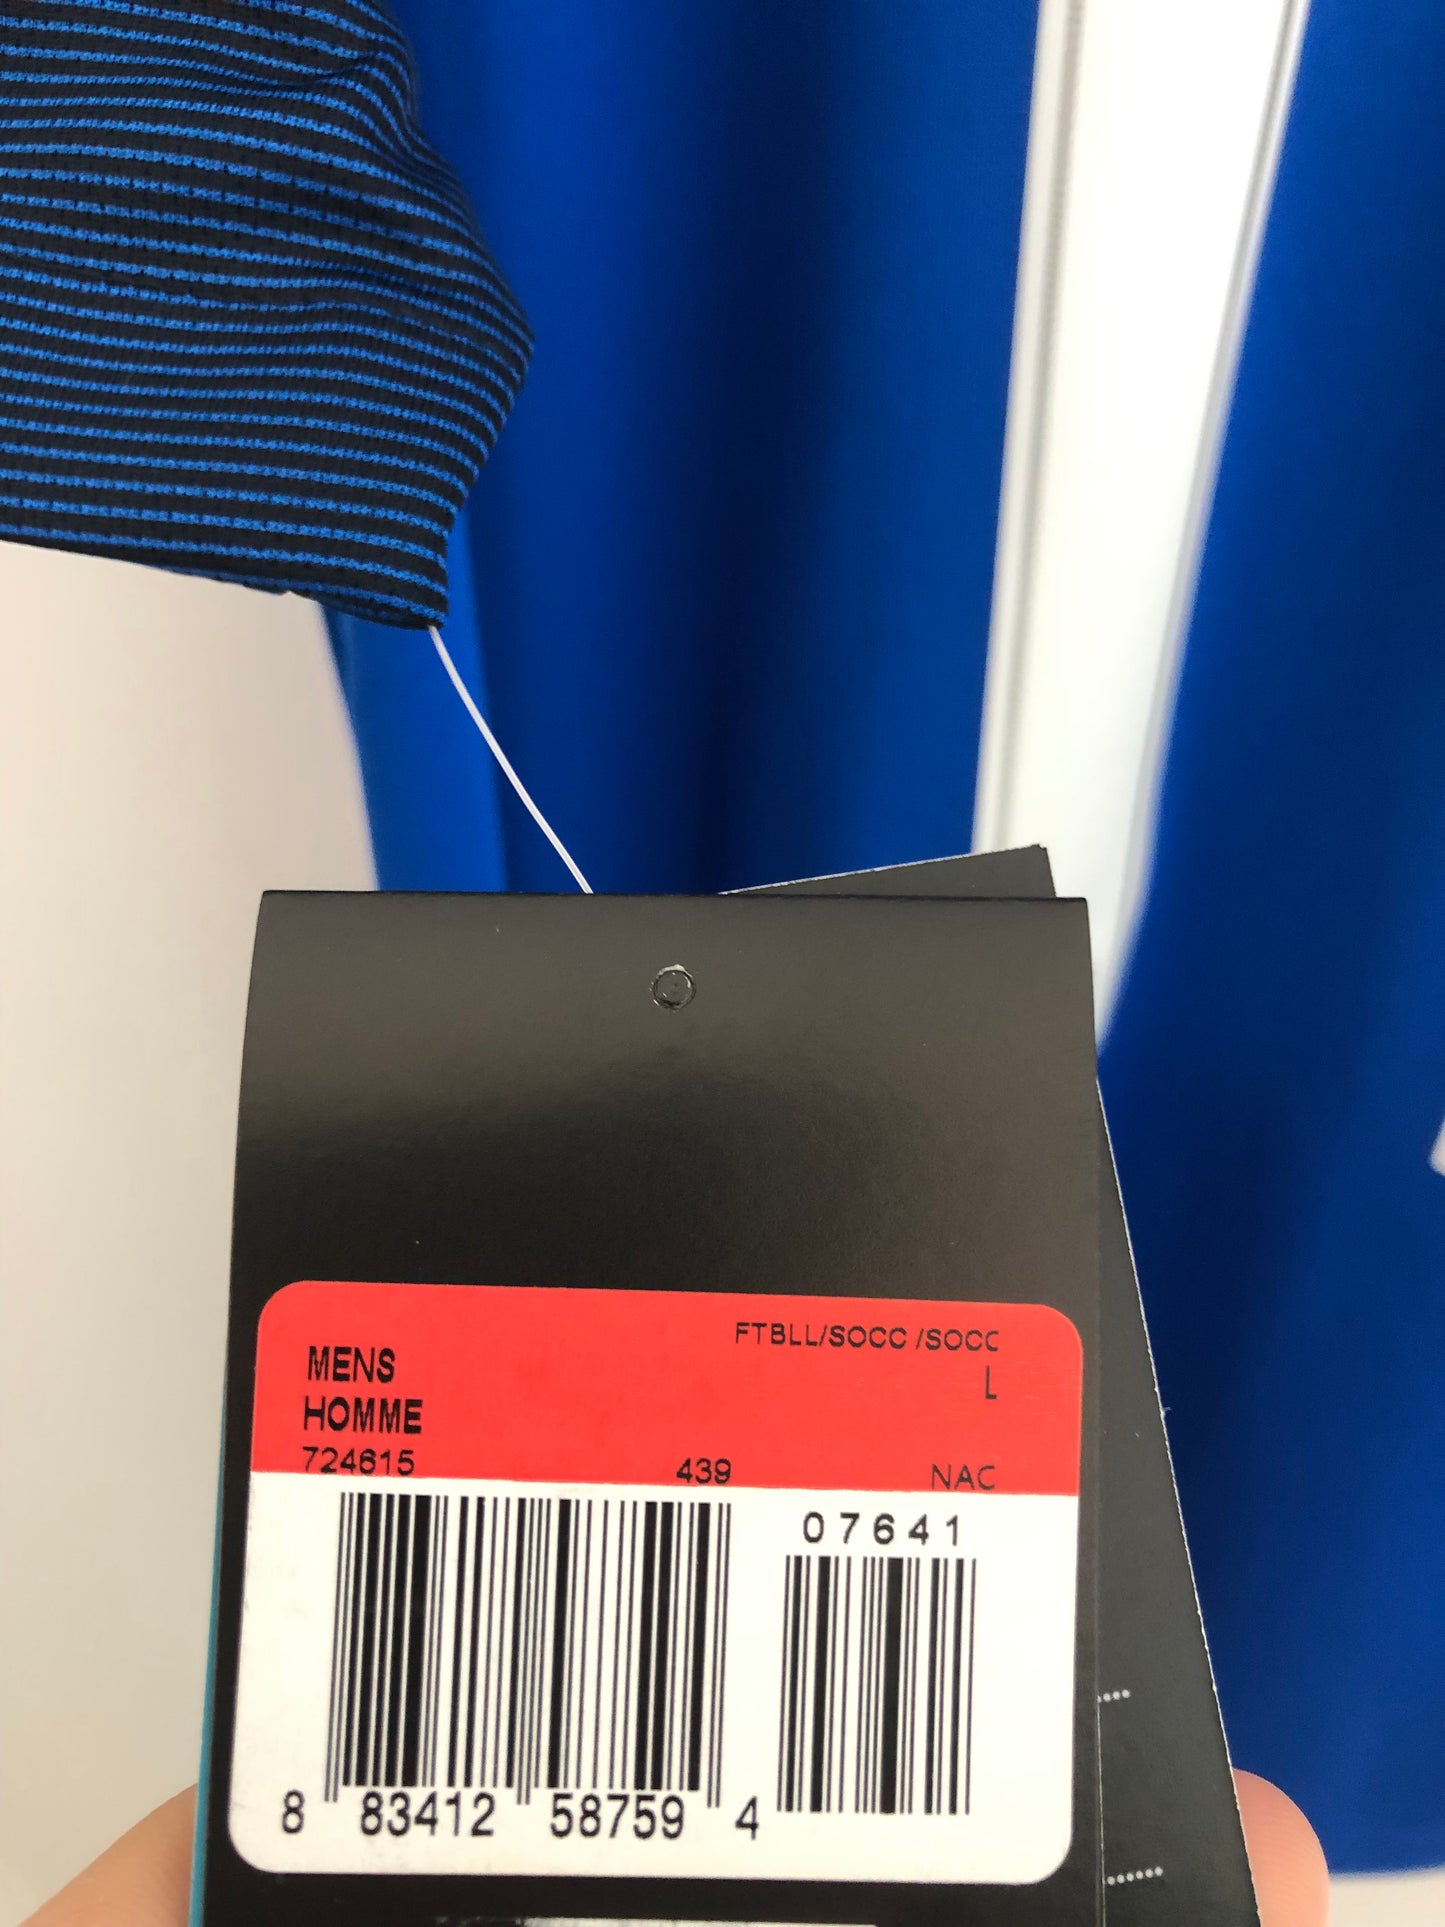 FTBLL/SOCC /SOCC
MENS L
HOMME
724615 439 NAC
07641
8 83412 58759 4